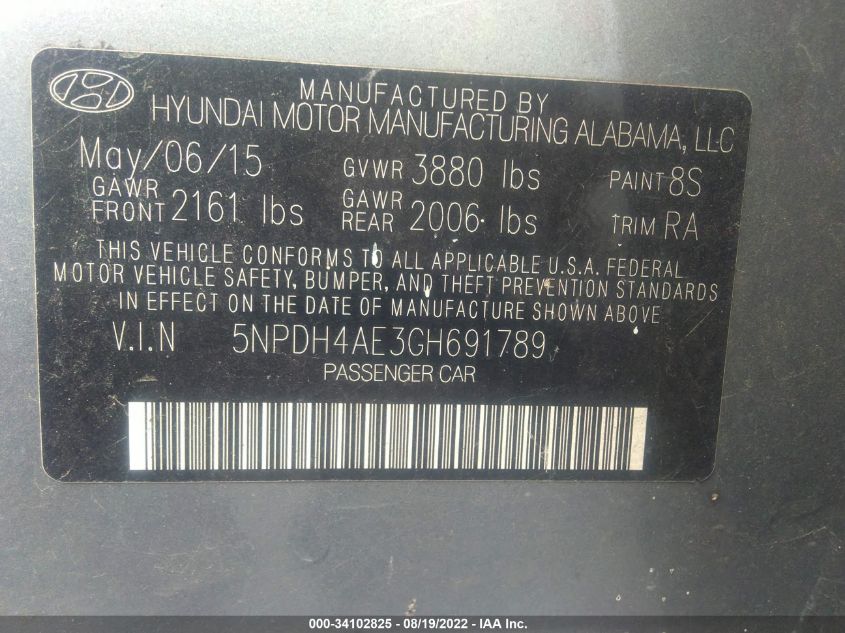 MANUFACTURED BY
HYUNDAI MOTOR MANUFACTURING ALABAMA, LLC
May/06/15 GVWR 3880 lbs PAINT 8S
GAWR FRONT 2161 lbs GAWR REAR 2006 lbs TRIM RA
THIS VEHICLE CONFORMS TO ALL APPLICABLE U.S.A. FEDERAL
MOTOR VEHICLE SAFETY, BUMPER, AND THEFT PREVENTION STANDARDS
IN EFFECT ON THE DATE OF MANUFACTURE SHOWN ABOVE
V.I.N 5NPDH4AE3GH691789
PASSENGER CAR
000-34102825 - 08/19/2022 - IAA Inc.